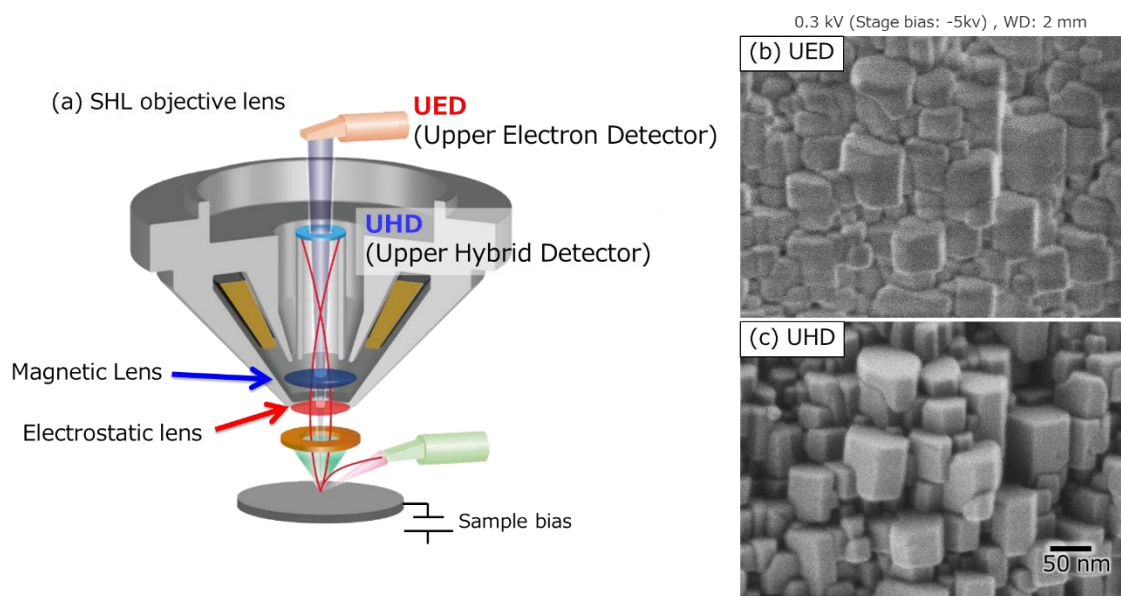 0.3 kV (Stage bias: -5kv) , WD: 2 mm
(a) SHL objective lens
UED
(Upper Electron Detector)
UHD
(Upper Hybrid Detector)
Magnetic Lens
Electrostatic lens
Sample bias
(b) UED
(c) UHD
50 nm